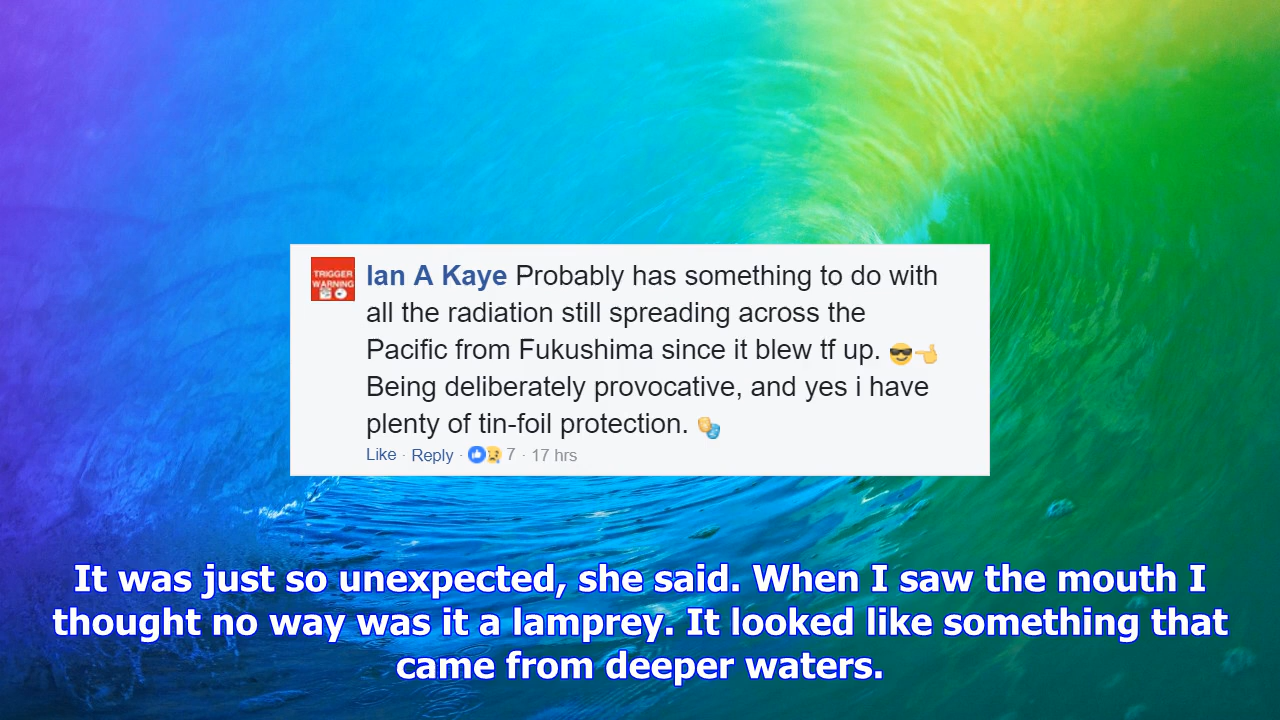 TRIGGER
WARNING
Ian A Kaye Probably has something to do with
all the radiation still spreading across the
Pacific from Fukushima since it blew tf up. 😎👈
Being deliberately provocative, and yes i have
plenty of tin-foil protection. 🎭
Like · Reply · 7 · 17 hrs
It was just so unexpected, she said. When I saw the mouth I
thought no way was it a lamprey. It looked like something that
came from deeper waters.